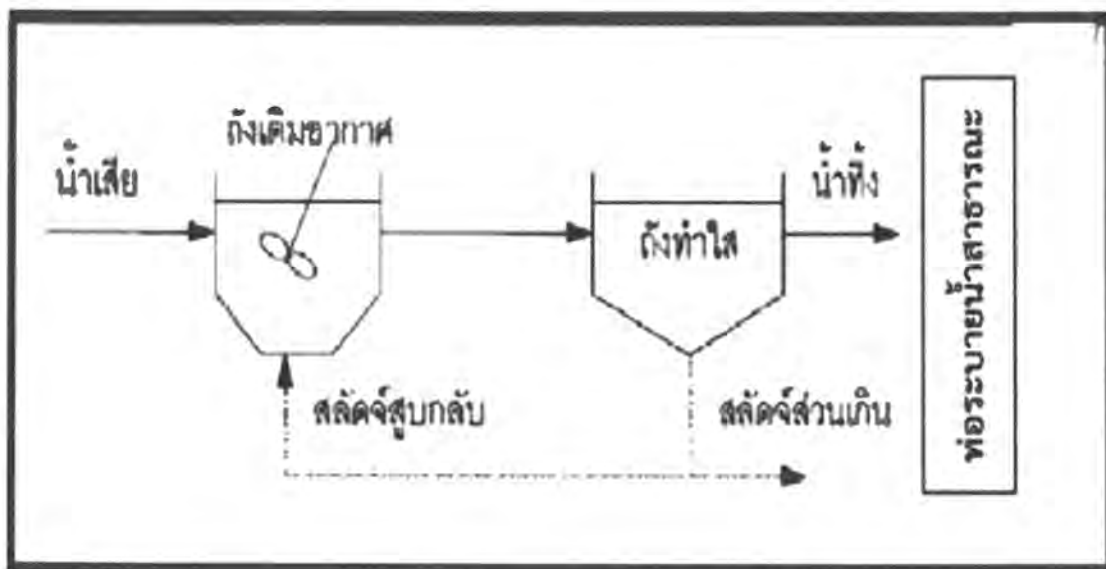 ถังเติมอากาศ
น้ำเสีย
น้ำทิ้ง
ถังทำใส
สลัดจ์สูบกลับ
สลัดจ์ส่วนเกิน
ท่อระบายน้ำสาธารณะ